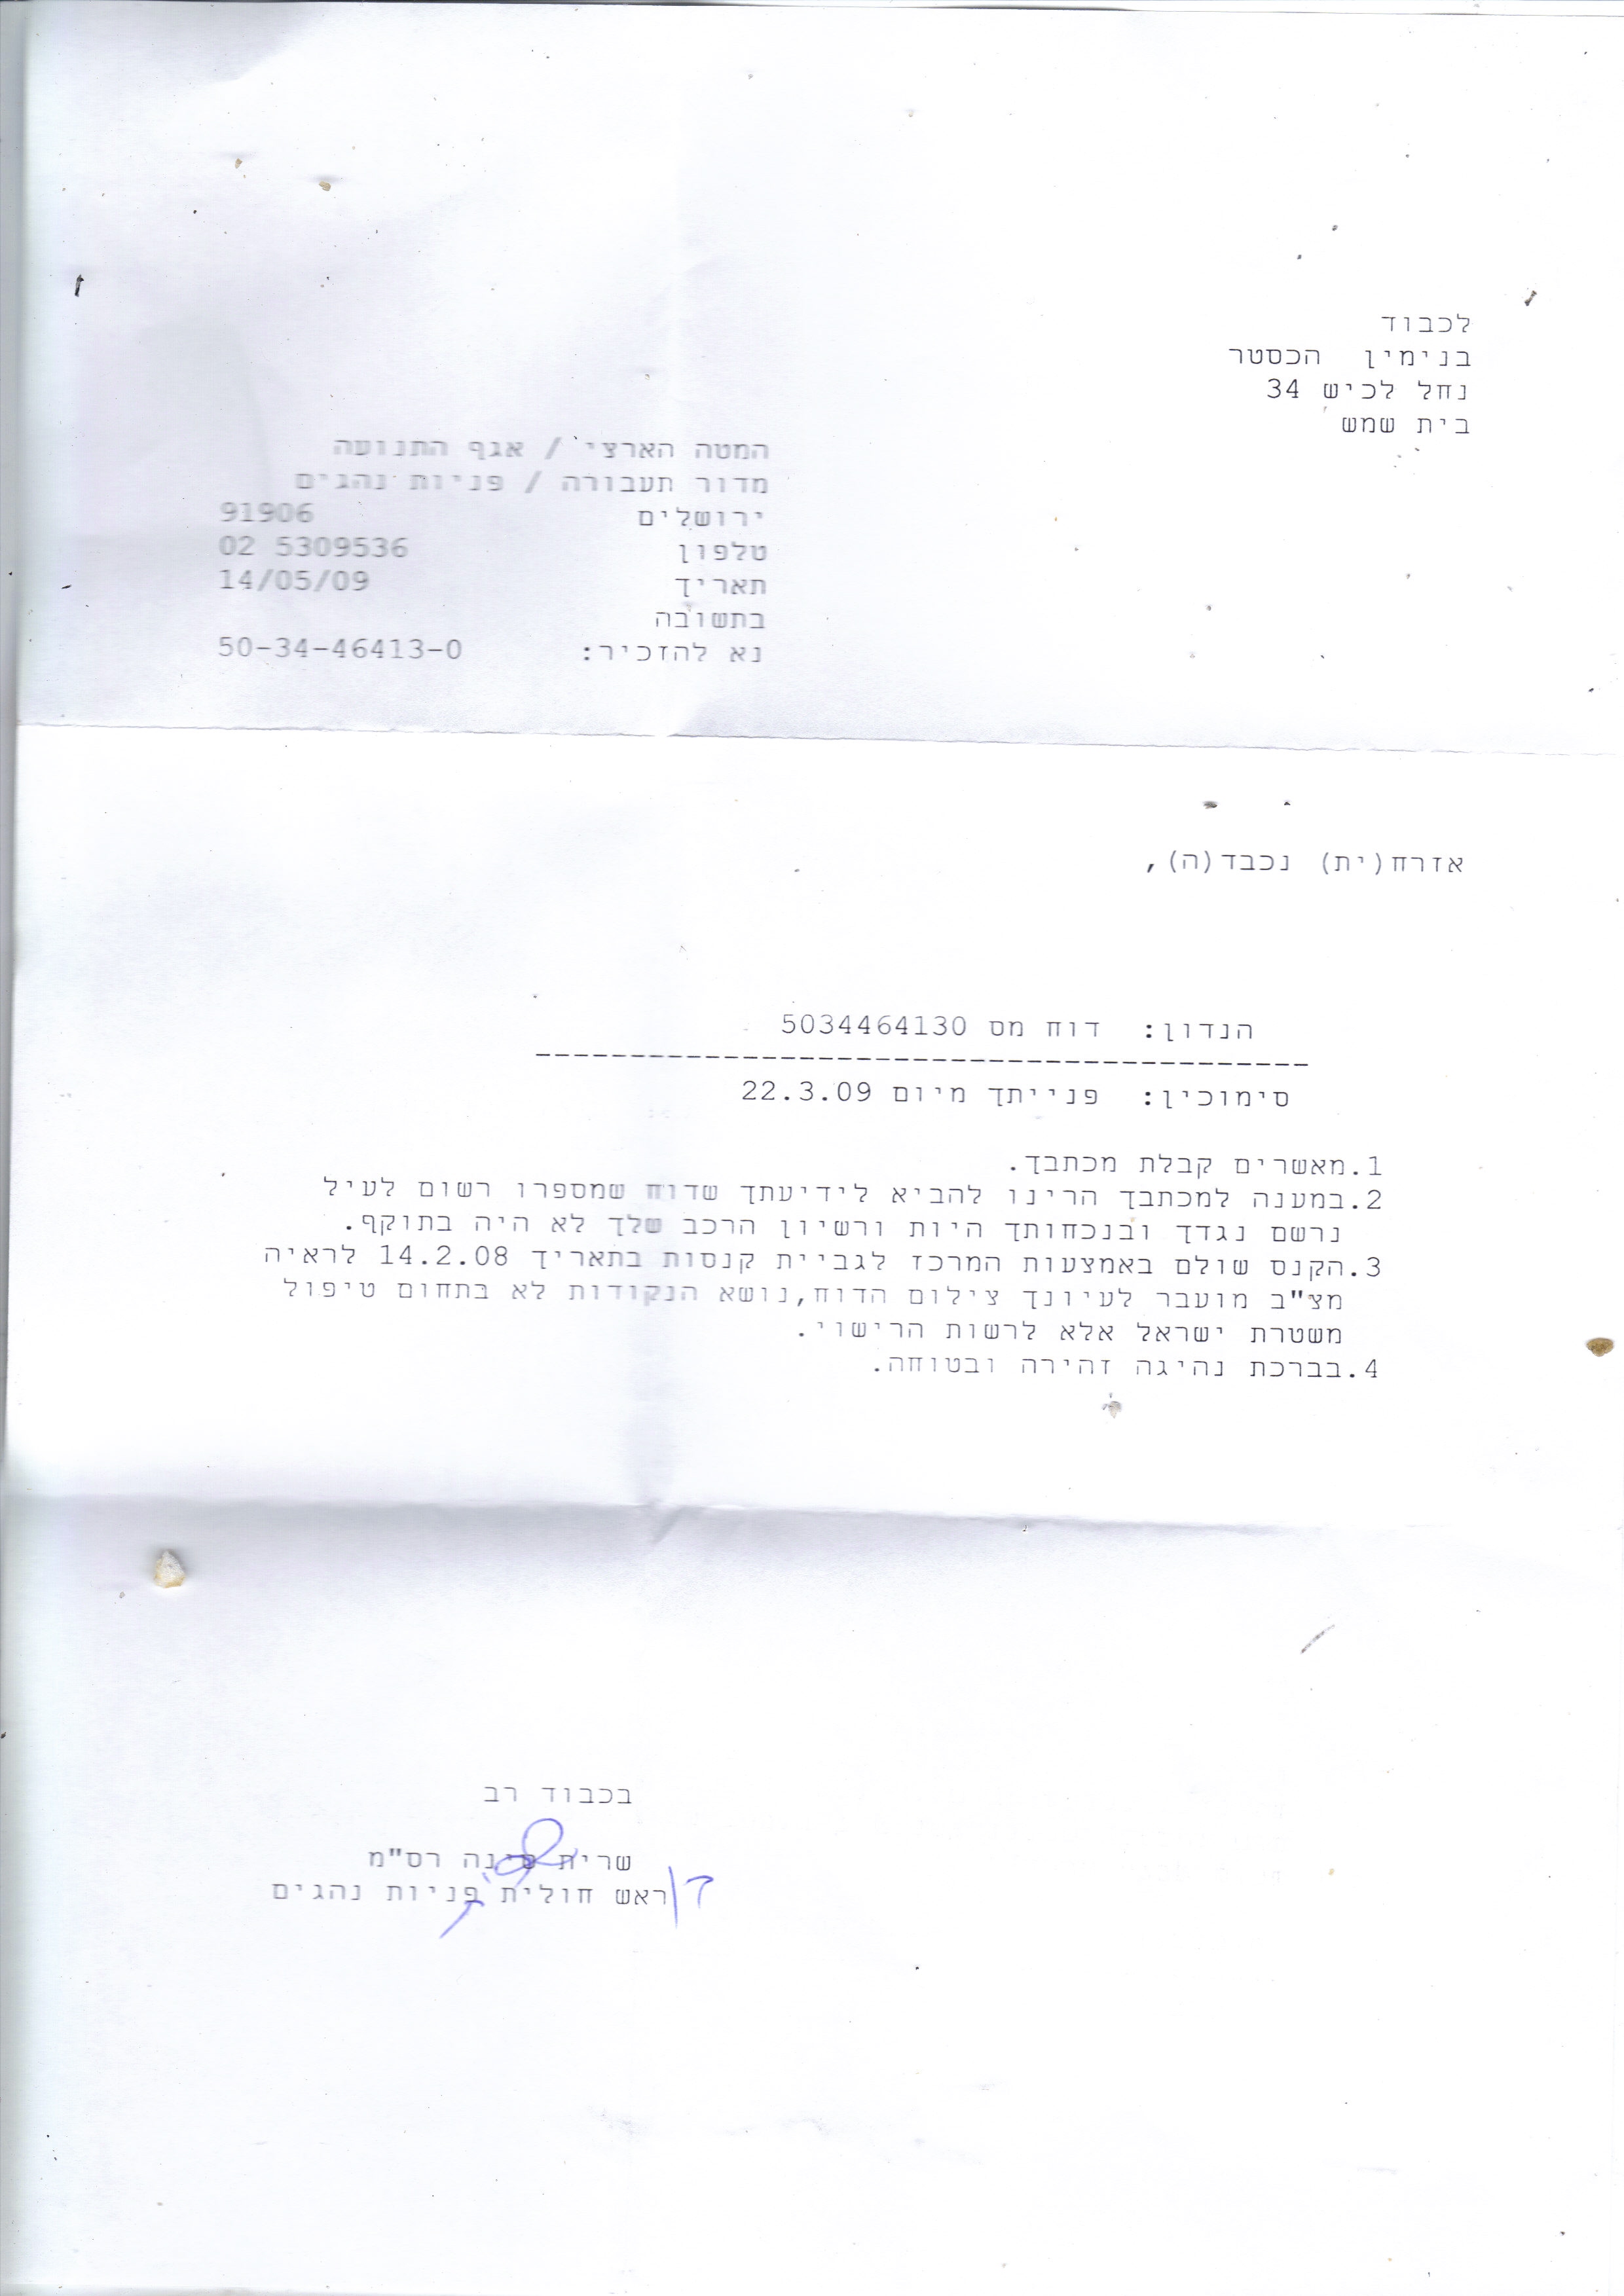 לכבוד
בנימין הכסטר
נחל לכיש 34
בית שמש
המטה הארצי / אגף התנועה
מדור תעבורה / פניות נהגים
ירושלים 91906
טלפון 02 5309536
תאריך 14/05/09
בתשובה
נא להזכיר: 50-34-46413-0
אזרח(ית) נכבד(ה),
הנדון: דוח מס 5034464130
-----------------------------------------
סימוכין: פנייתך מיום 22.3.09
1.מאשרים קבלת מכתבך.
2.במענה למכתבך הרינו להביא לידיעתך שדוח שמספרו רשום לעיל
נרשם נגדך ובנכחותך היות ורשיון הרכב שלך לא היה בתוקף.
3.הקנס שולם באמצעות המרכז לגביית קנסות בתאריך 14.2.08 לראיה
מצ"ב מועבר לעיונך צילום הדוח,נושא הנקודות לא בתחום טיפול
משטרת ישראל אלא לרשות הרישוי.
4.בברכת נהיגה זהירה ובטוחה.
בכבוד רב
שרית רס"מ
ראש חולית פניות נהגים